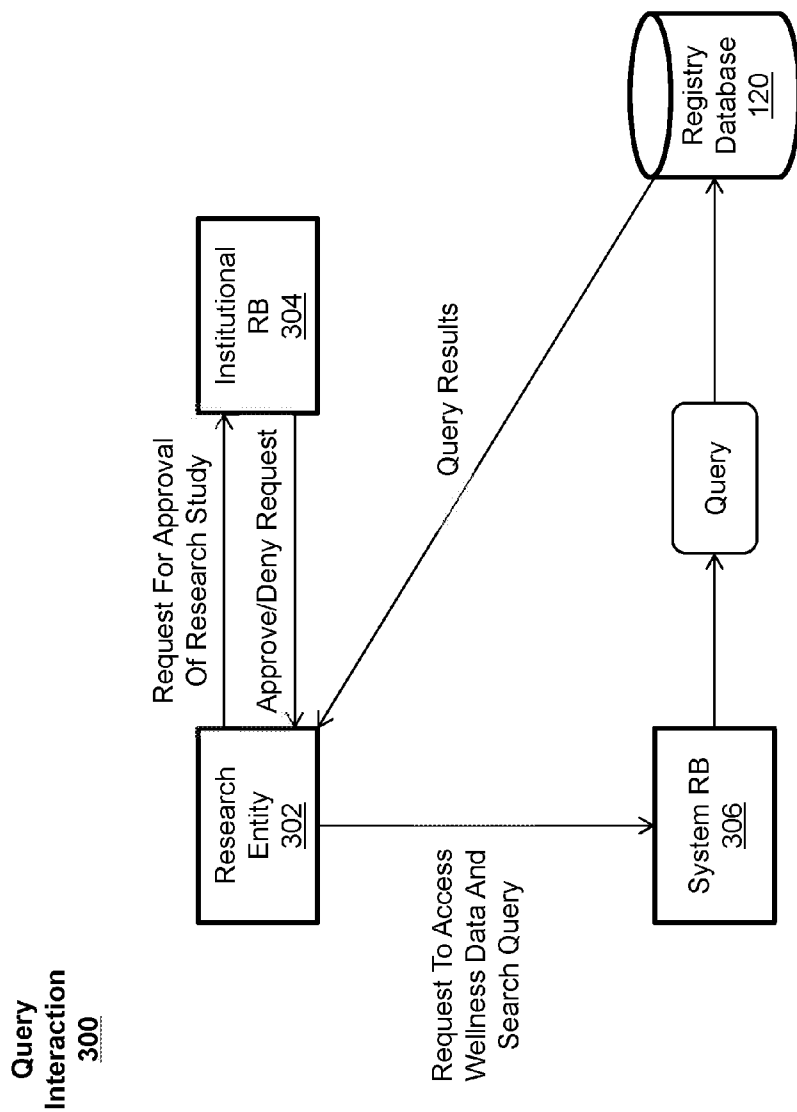 Query
Interaction
300
Request For Approval
Of Research Study
Research
Entity
302
Institutional
RB
304
Approve/Deny Request
Query Results
Request To Access
Wellness Data And
Search Query
System RB
306
Query
Registry
Database
120